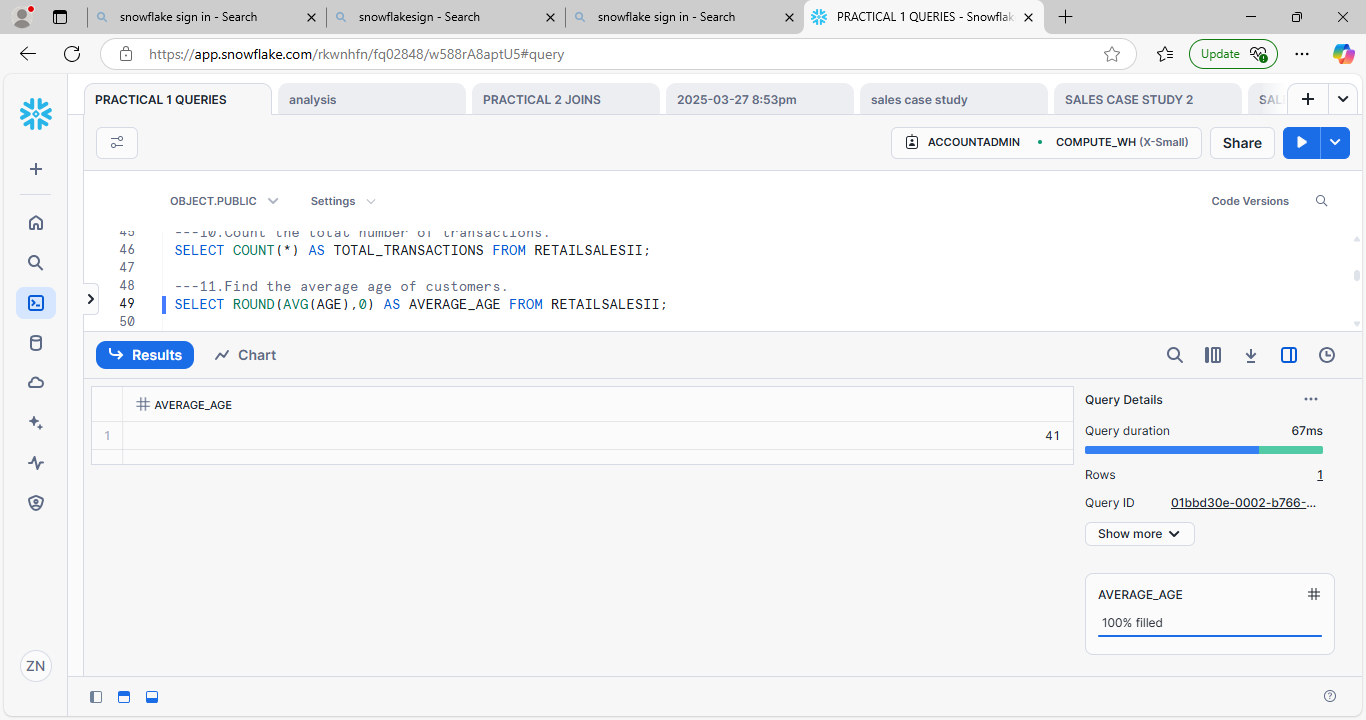 snowflake sign in - Search
snowflakesign - Search
snowflake sign in - Search
PRACTICAL 1 QUERIES - Snowflak
https://app.snowflake.com/rkwnhfn/fq02848/w588rA8aptU5#query
Update
PRACTICAL 1 QUERIES
analysis
PRACTICAL 2 JOINS
2025-03-27 8:53pm
sales case study
SALES CASE STUDY 2
SAL
ACCOUNTADMIN
COMPUTE_WH (X-Small)
Share
OBJECT.PUBLIC
Settings
Code Versions
45 ---10.Count the total number of transactions.
46 SELECT COUNT(*) AS TOTAL_TRANSACTIONS FROM RETAILSALESII;
47
48 ---11.Find the average age of customers.
49 SELECT ROUND(AVG(AGE),0) AS AVERAGE_AGE FROM RETAILSALESII;
50
Results
Chart
AVERAGE_AGE
1 41
Query Details
Query duration 67ms
Rows 1
Query ID 01bbd30e-0002-b766-...
Show more
AVERAGE_AGE
100% filled
ZN